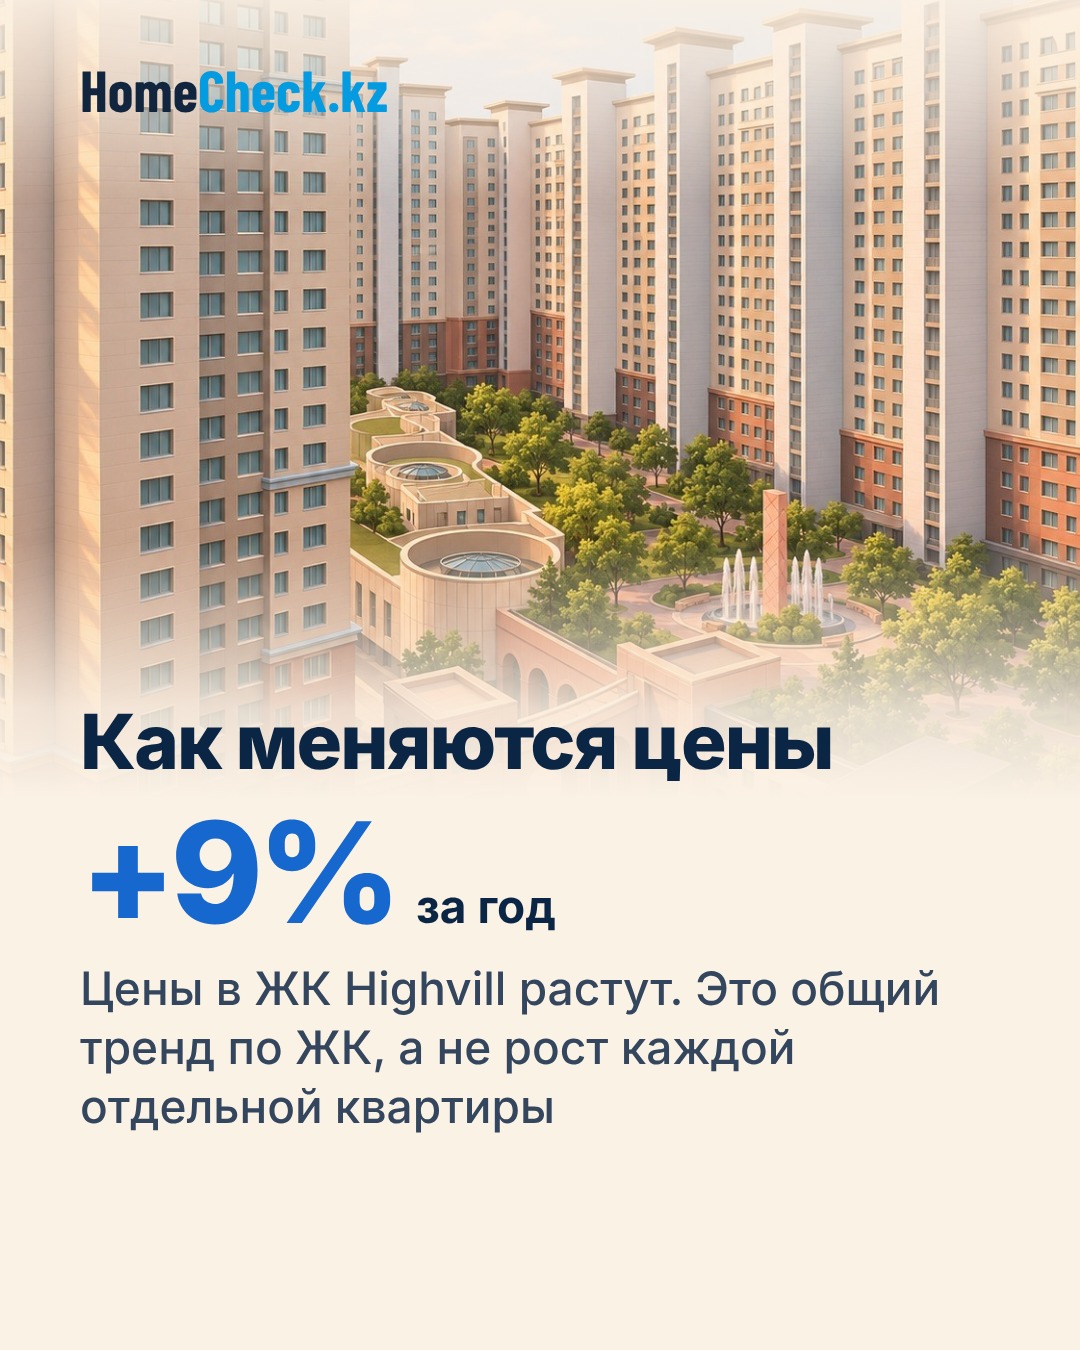 HomeCheck.kz
Как меняются цены
+9% за год
Цены в ЖК Highvill растут. Это общий
тренд по ЖК, а не рост каждой
отдельной квартиры